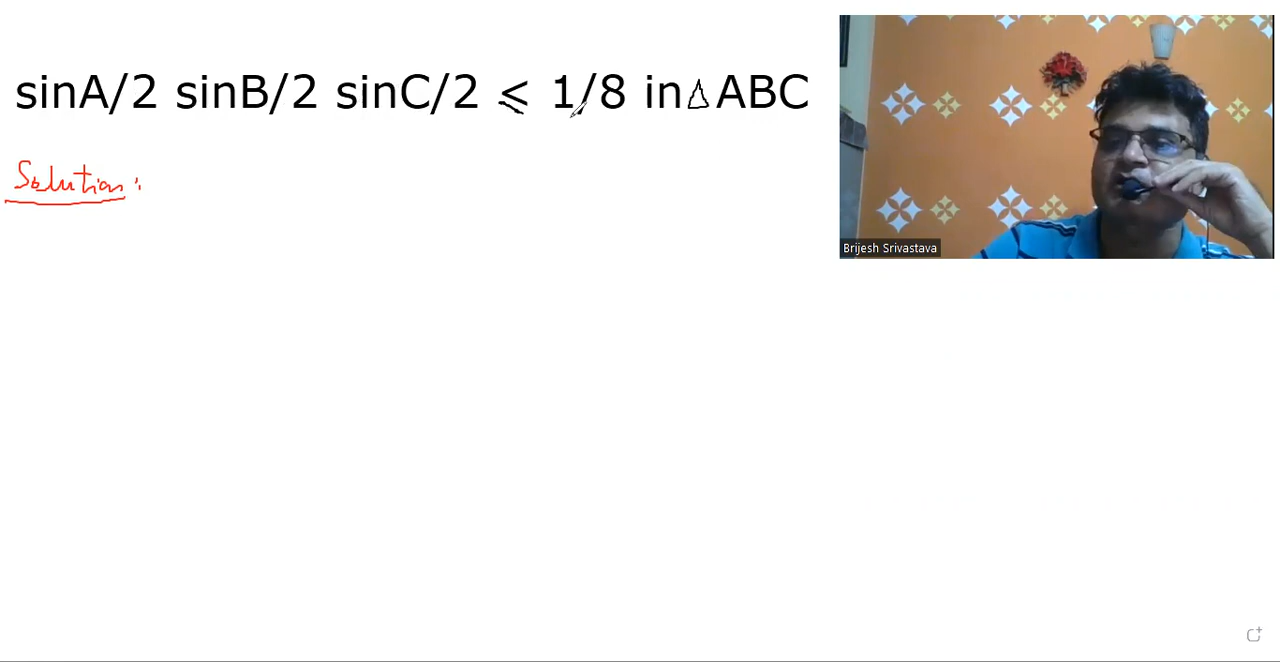 sinA/2 sinB/2 sinC/2 ⩽ 1/8 in△ABC
Solution:
Brijesh Srivastava